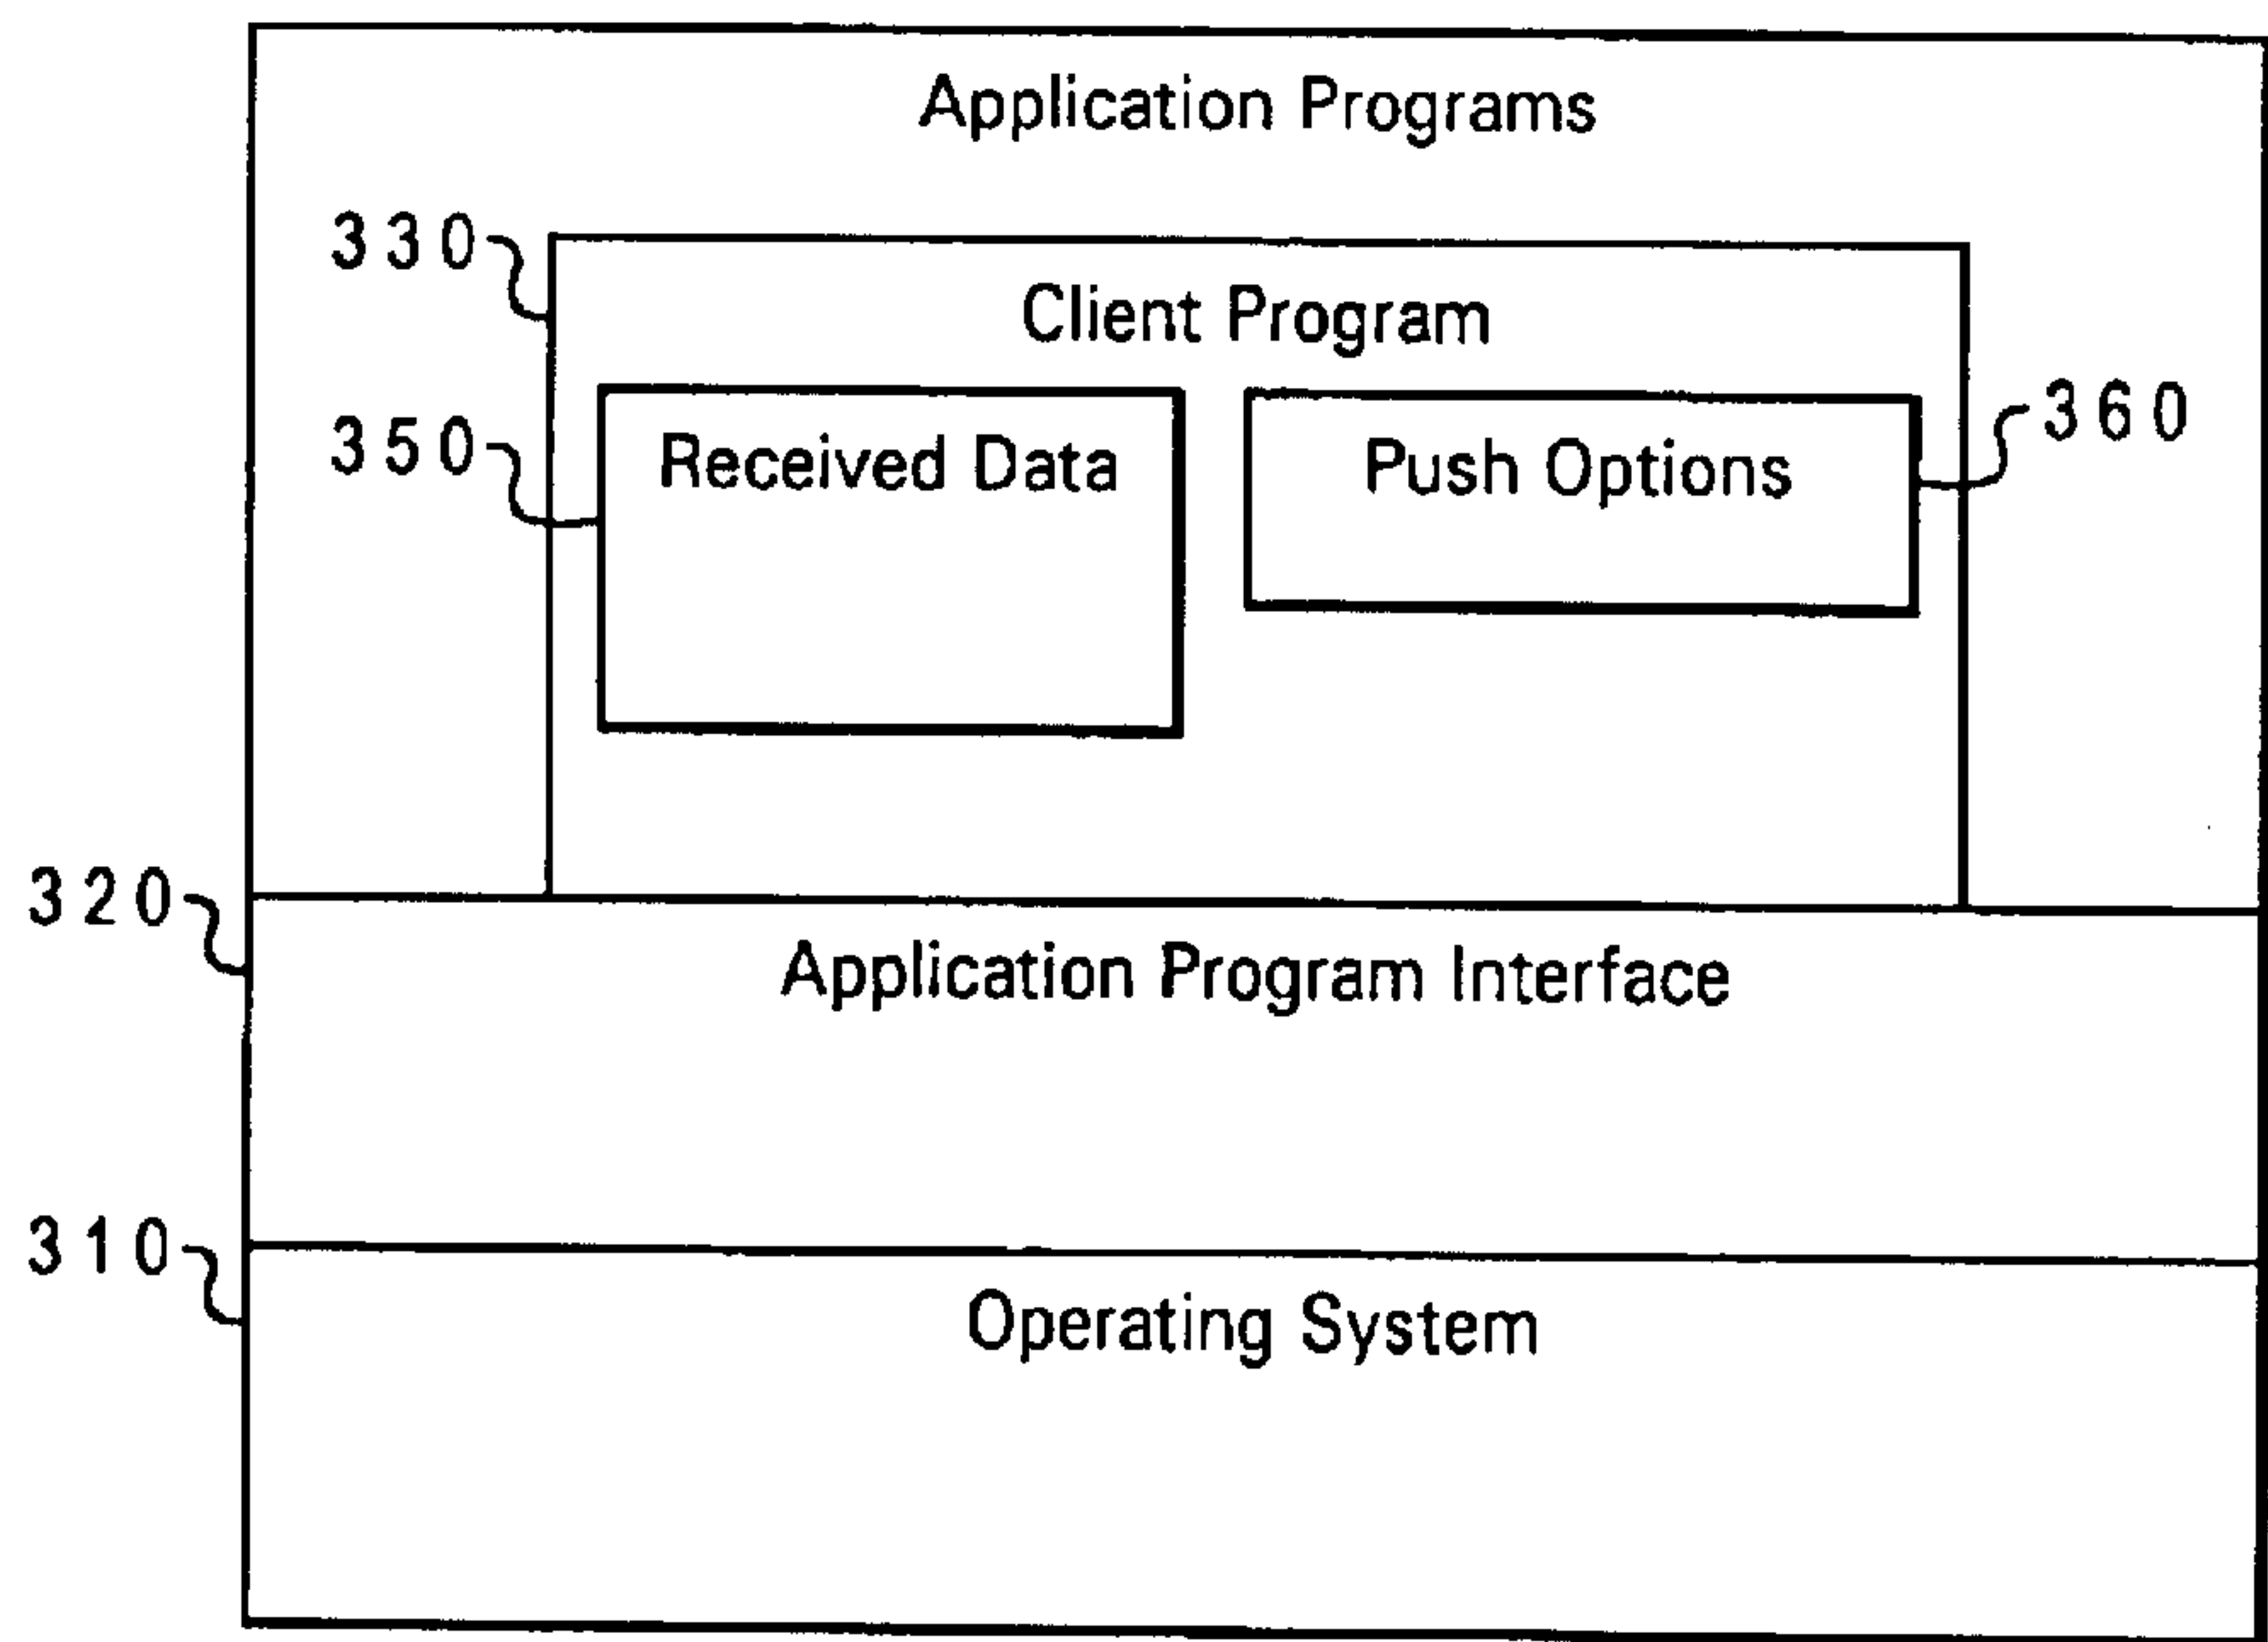 Application Programs
330
Client Program
350
Received Data
Push Options
360
320
Application Program Interface
310
Operating System